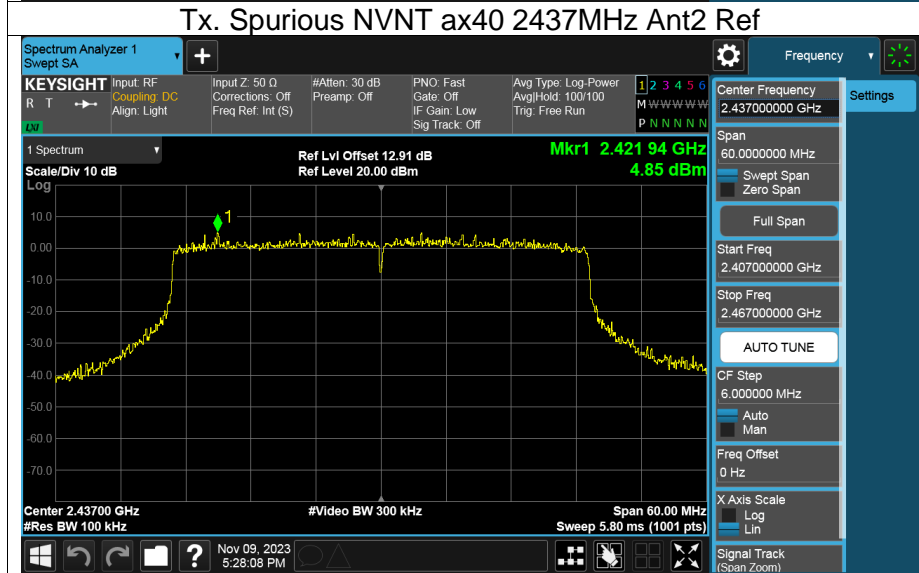 Tx. Spurious NVNT ax40 2437MHz Ant2 Ref
Spectrum Analyzer 1
Swept SA
+
Frequency
KEYSIGHT
R T
LXI
Input: RF
Coupling: DC
Align: Light
Input Z: 50 Ω
Corrections: Off
Freq Ref: Int (S)
#Atten: 30 dB
Preamp: Off
PNO: Fast
Gate: Off
IF Gain: Low
Sig Track: Off
Avg Type: Log-Power
Avg|Hold: 100/100
Trig: Free Run
1 2 3 4 5 6
M W W W W W
P N N N N N
1 Spectrum
Scale/Div 10 dB
Log
Ref Lvl Offset 12.91 dB
Ref Level 20.00 dBm
Mkr1 2.421 94 GHz
4.85 dBm
1
10.0
0.00
-10.0
-20.0
-30.0
-40.0
-50.0
-60.0
-70.0
Center 2.43700 GHz
#Res BW 100 kHz
#Video BW 300 kHz
Span 60.00 MHz
Sweep 5.80 ms (1001 pts)
?
Nov 09, 2023
5:28:08 PM
Center Frequency
2.437000000 GHz
Span
60.0000000 MHz
Swept Span
Zero Span
Full Span
Start Freq
2.407000000 GHz
Stop Freq
2.467000000 GHz
AUTO TUNE
CF Step
6.000000 MHz
Auto
Man
Freq Offset
0 Hz
X Axis Scale
Log
Lin
Signal Track
(Span Zoom)
Settings